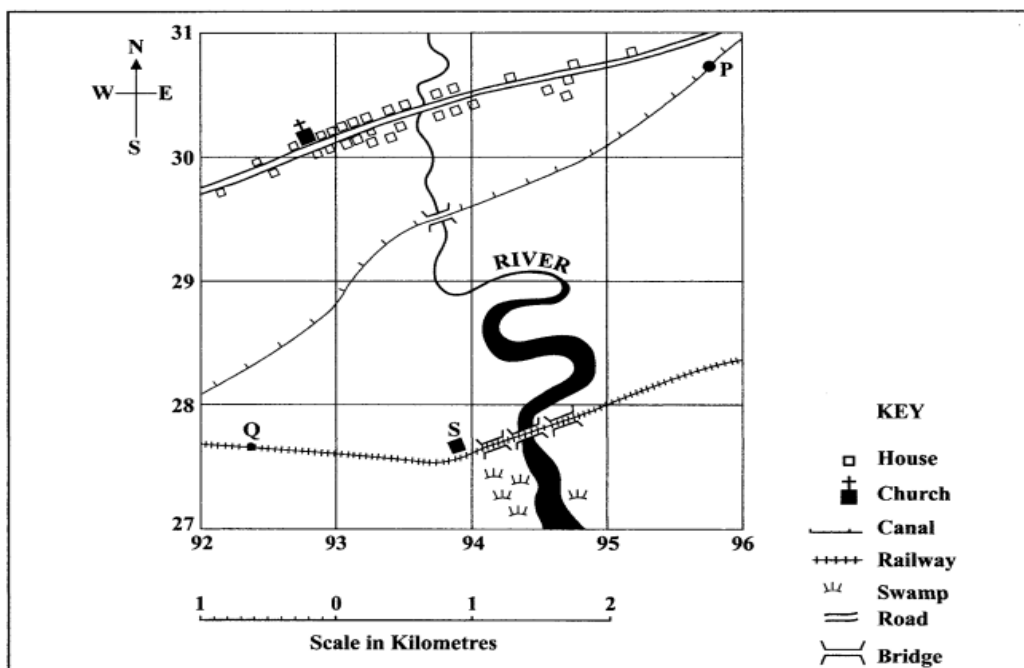 31
N
W E
S
P
30
RIVER
29
28
Q
S
27
92 93 94 95 96
1 0 1 2
Scale in Kilometres
KEY
House
Church
Canal
Railway
Swamp
Road
Bridge